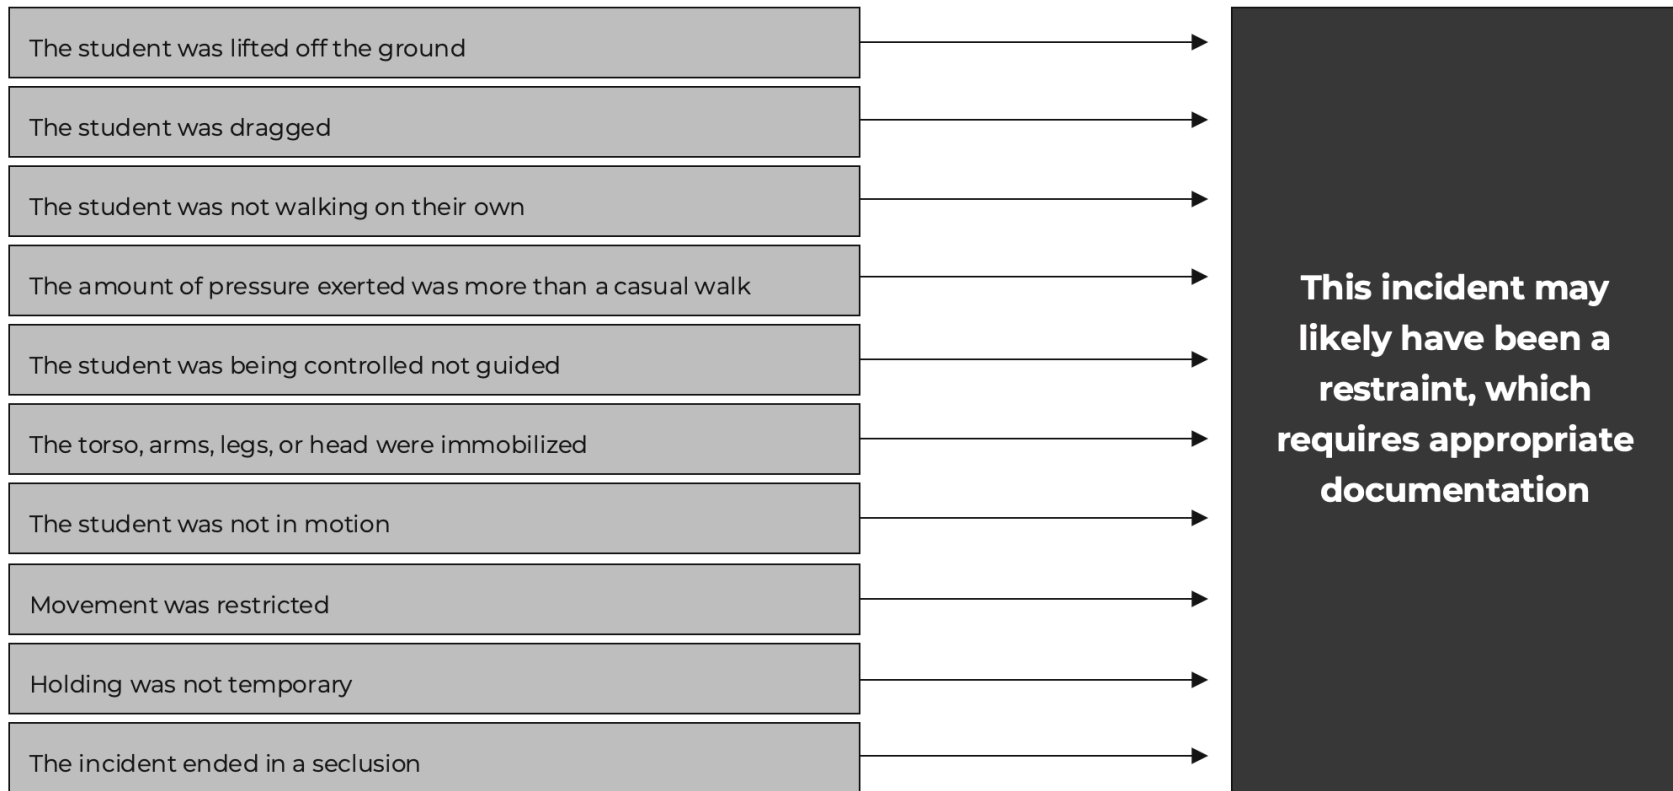 The student was lifted off the ground
The student was dragged
The student was not walking on their own
The amount of pressure exerted was more than a casual walk
The student was being controlled not guided
The torso, arms, legs, or head were immobilized
The student was not in motion
Movement was restricted
Holding was not temporary
The incident ended in a seclusion
This incident may
likely have been a
restraint, which
requires appropriate
documentation